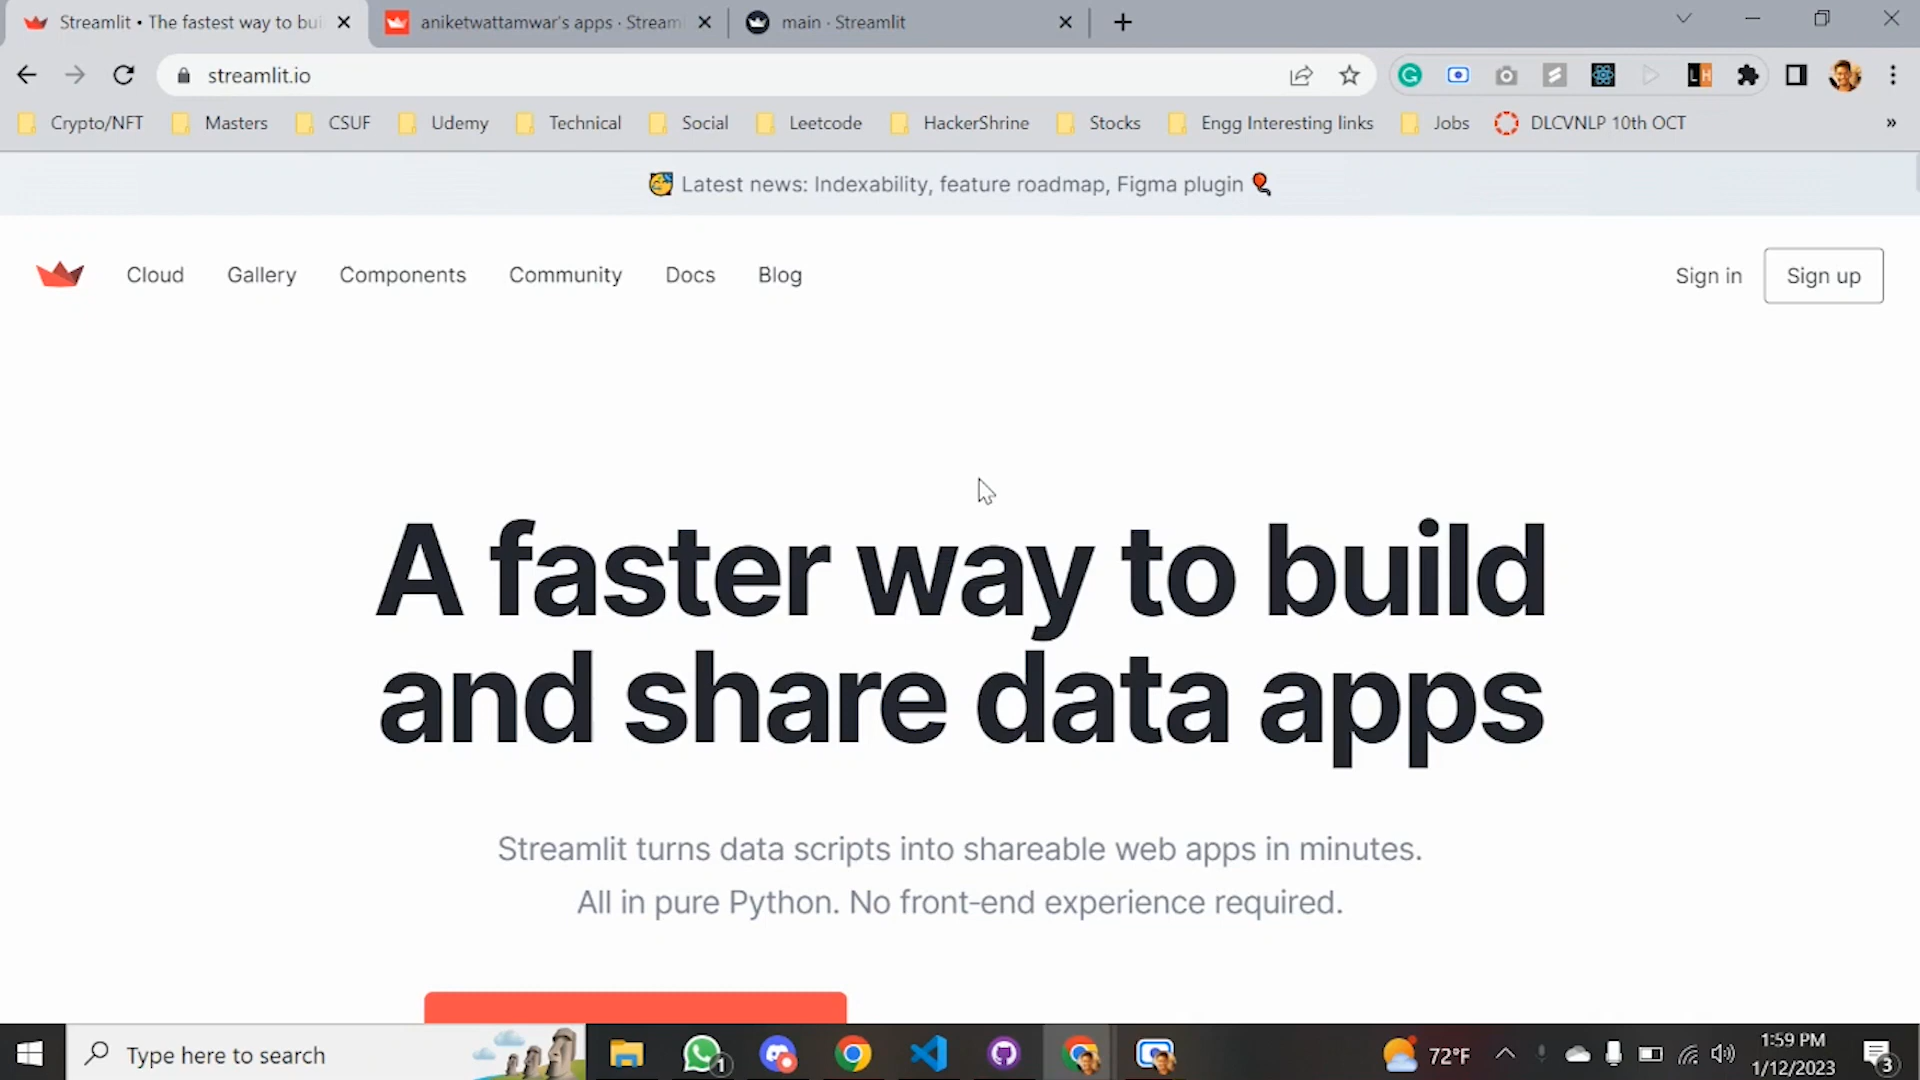 Streamlit • The fastest way to bui
aniketwattamwar's apps · Stream
main · Streamlit
streamlit.io
Crypto/NFT
Masters
CSUF
Udemy
Technical
Social
Leetcode
HackerShrine
Stocks
Engg Interesting links
Jobs
DLCVNLP 10th OCT
»
Latest news: Indexability, feature roadmap, Figma plugin
Cloud
Gallery
Components
Community
Docs
Blog
Sign in
Sign up
A faster way to build
and share data apps
Streamlit turns data scripts into shareable web apps in minutes.
All in pure Python. No front-end experience required.
Type here to search
1
72°F
1:59 PM
1/12/2023
3